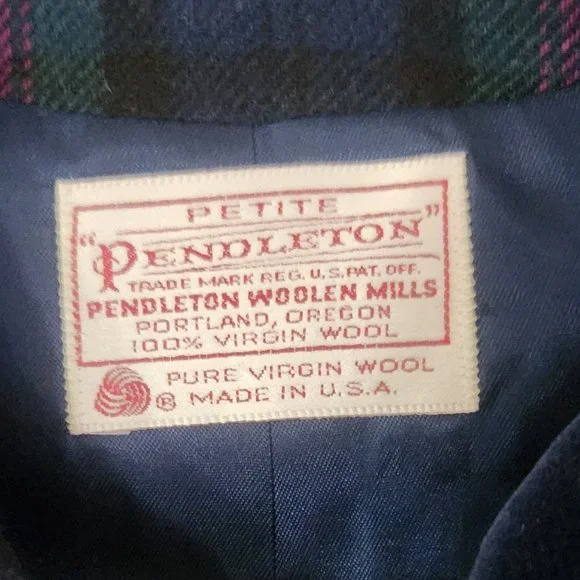 PETITE
"PENDLETON"
TRADE MARK REG. U.S. PAT. OFF.
PENDLETON WOOLEN MILLS
PORTLAND, OREGON
100% VIRGIN WOOL
PURE VIRGIN WOOL
® MADE IN U.S.A.